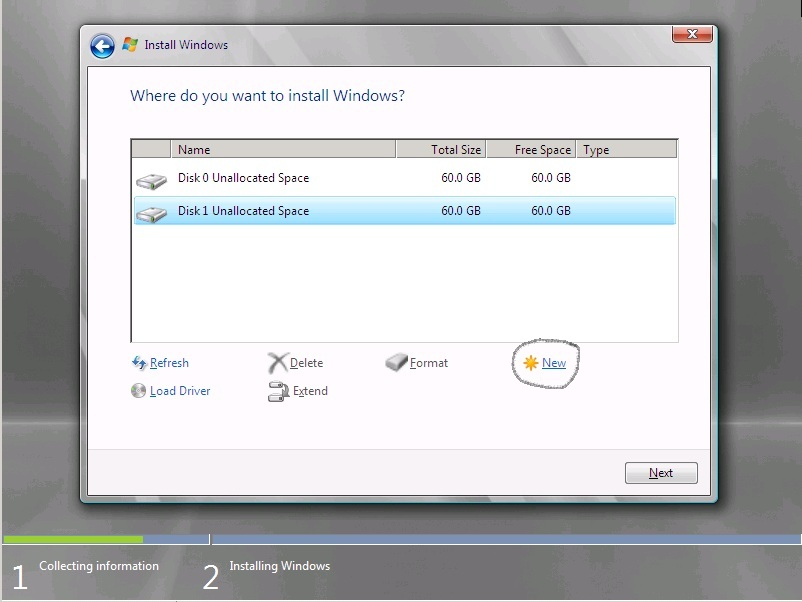 Install Windows
Where do you want to install Windows?
Name Total Size Free Space Type
Disk 0 Unallocated Space 60.0 GB 60.0 GB
Disk 1 Unallocated Space 60.0 GB 60.0 GB
Refresh Delete Format New
Load Driver Extend
Next
1 Collecting information 2 Installing Windows